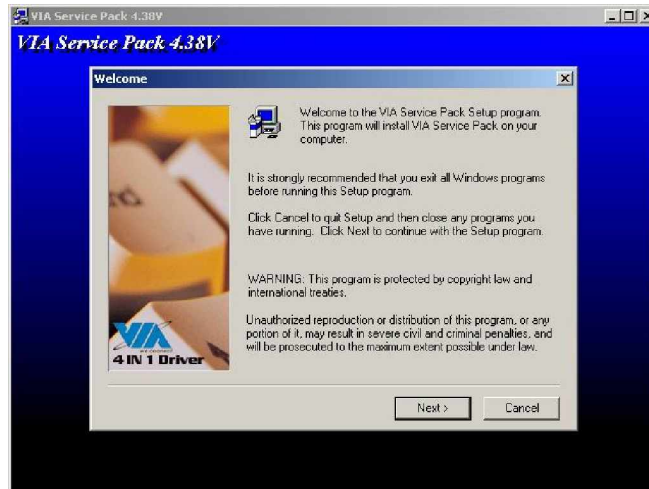 VIA Service Pack 4.38V
VIA Service Pack 4.38V
Welcome
Welcome to the VIA Service Pack Setup program.
This program will install VIA Service Pack on your
computer.
It is strongly recommended that you exit all Windows programs
before running this Setup program.
Click Cancel to quit Setup and then close any programs you
have running. Click Next to continue with the Setup program.
WARNING: This program is protected by copyright law and
international treaties.
Unauthorized reproduction or distribution of this program, or any
portion of it, may result in severe civil and criminal penalties, and
will be prosecuted to the maximum extent possible under law.
VIA
4 IN 1 Driver
Next >
Cancel